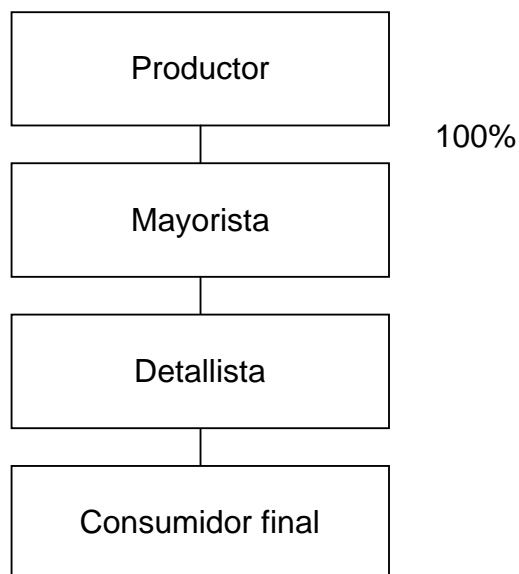 Productor
100%
Mayorista
Detallista
Consumidor final